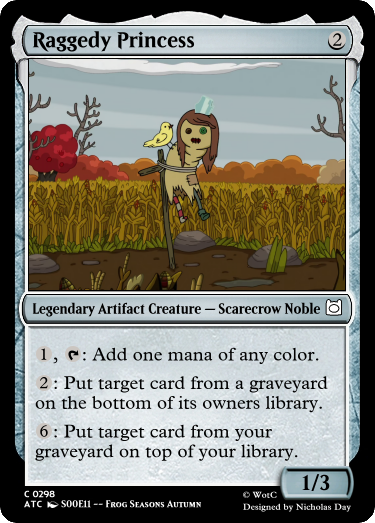 Raggedy Princess 2
Legendary Artifact Creature — Scarecrow Noble
1, : Add one mana of any color.
2: Put target card from a graveyard
on the bottom of its owners library.
6: Put target card from your
graveyard on top of your library.
1/3
C 0298
ATC S00E11 -- Frog Seasons Autumn
© WotC
Designed by Nicholas Day